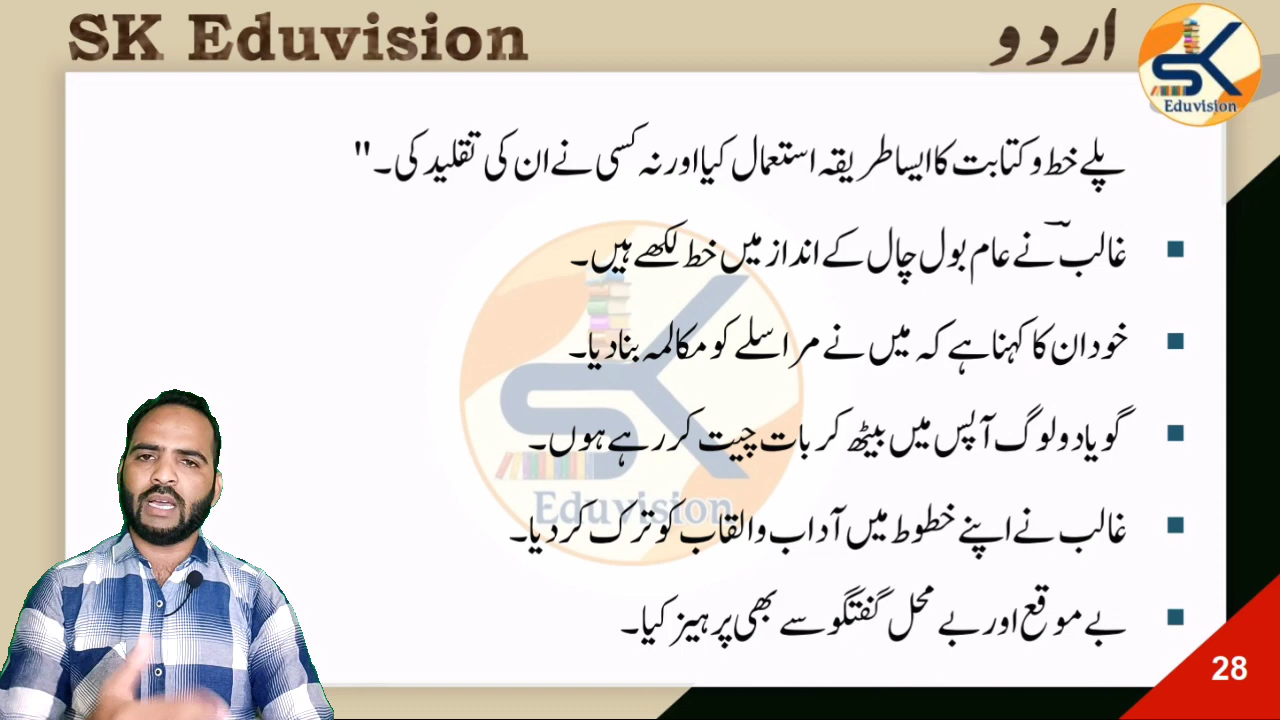 SK Eduvision
اردو
SK
Eduvision
پلے خط و کتابت کا ایسا طریقہ استعمال کیا اور نہ کسی نے ان کی تقلید کی۔"
غالبؔ نے عام بول چال کے انداز میں خط لکھے ہیں۔
خود ان کا کہنا ہے کہ میں نے مراسلے کو مکالمہ بنا دیا۔
گویا دو لوگ آپس میں بیٹھ کر بات چیت کر رہے ہوں۔
غالب نے اپنے خطوط میں آداب و القاب کو ترک کر دیا۔
بے موقع اور بے محل گفتگو سے بھی پرہیز کیا۔
SK
Eduvision
28